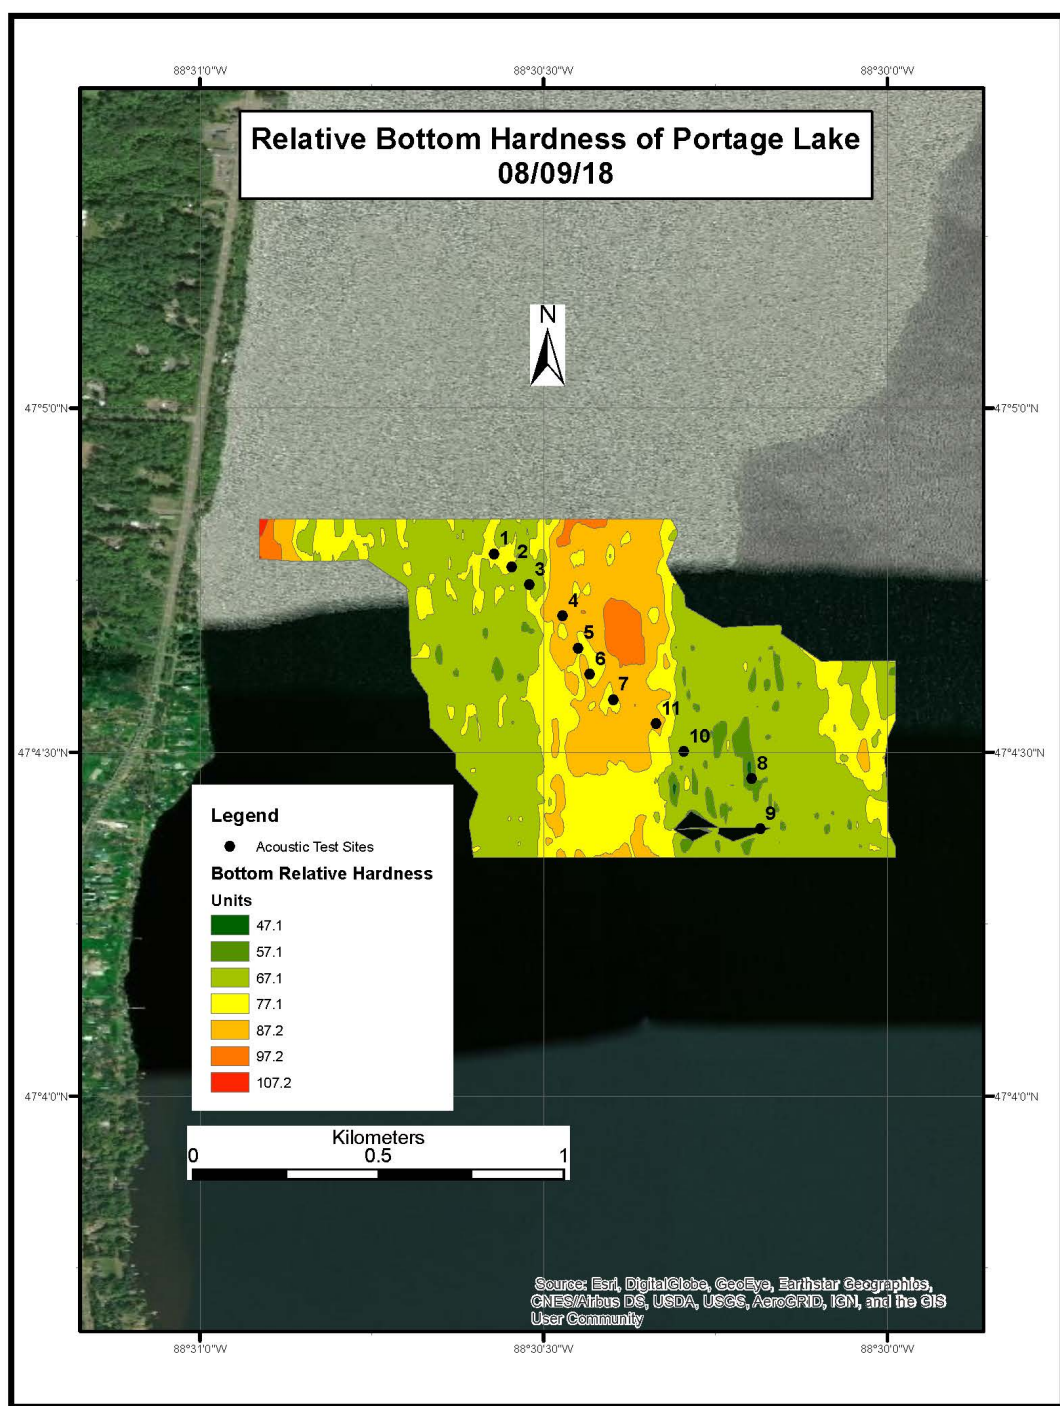 88°31'0"W 88°30'30"W 88°30'0"W
Relative Bottom Hardness of Portage Lake
08/09/18
N
47°5'0"N 47°5'0"N
1
2
3
4
5
6
7
11
10
8
9
47°4'30"N 47°4'30"N
Legend
Acoustic Test Sites
Bottom Relative Hardness
Units
47.1
57.1
67.1
77.1
87.2
97.2
107.2
47°4'0"N 47°4'0"N
Kilometers
0 0.5 1
Source: Esri, DigitalGlobe, GeoEye, Earthstar Geographics,
CNES/Airbus DS, USDA, USGS, AeroGRID, IGN, and the GIS
User Community
88°31'0"W 88°30'30"W 88°30'0"W